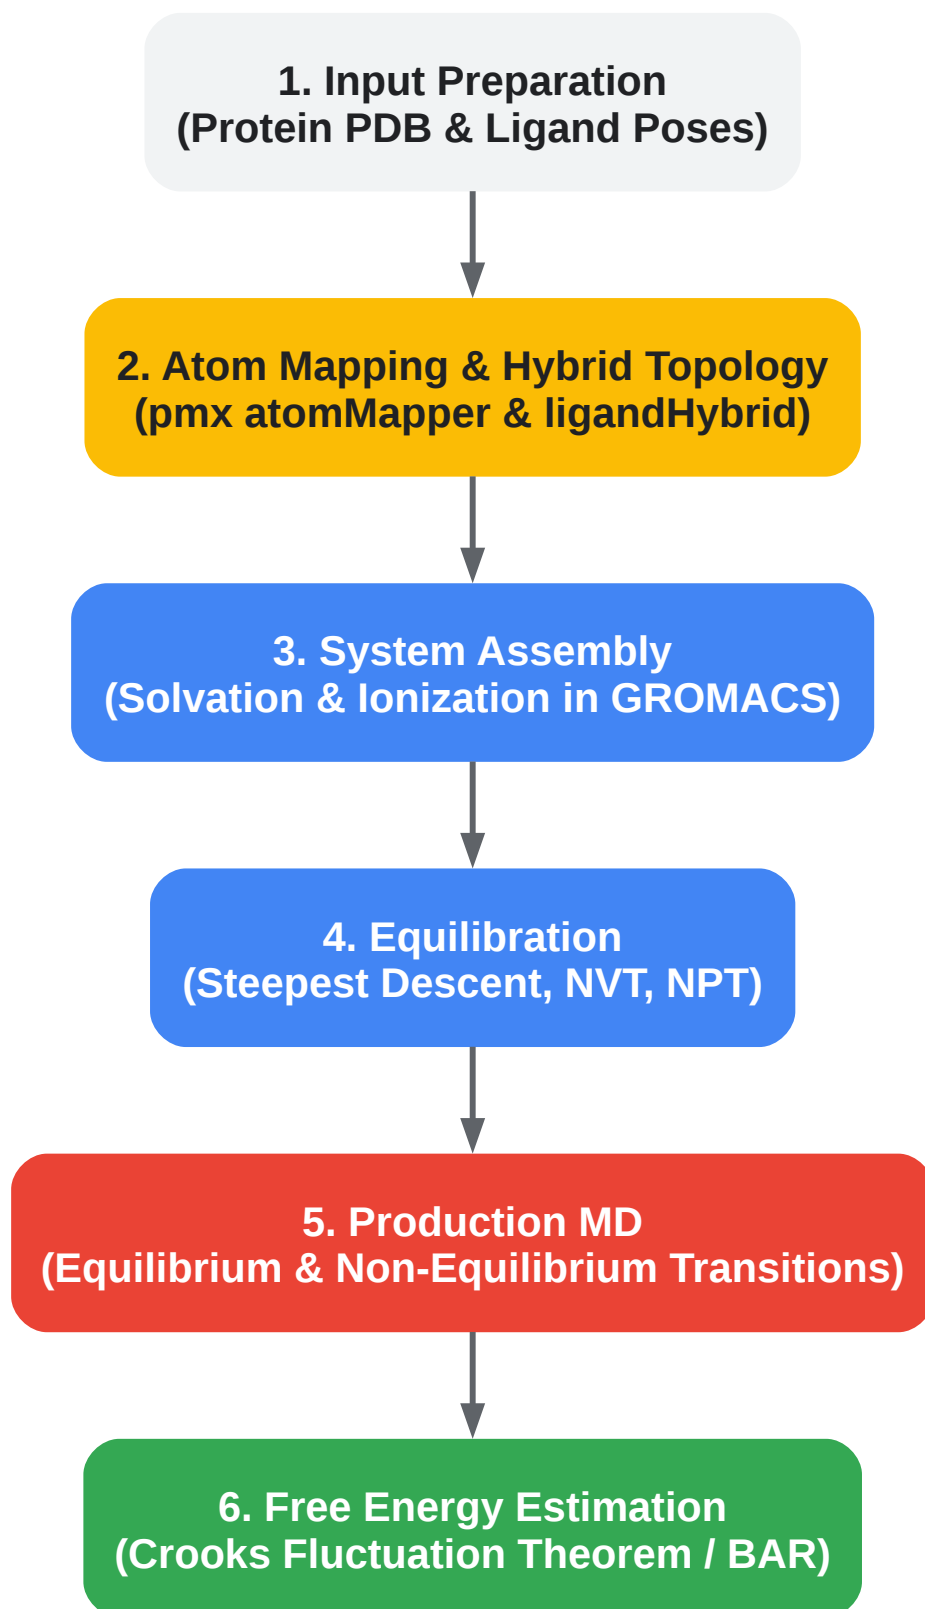 1. Input Preparation
(Protein PDB & Ligand Poses)
2. Atom Mapping & Hybrid Topology
(pmx atomMapper & ligandHybrid)
3. System Assembly
(Solvation & Ionization in GROMACS)
4. Equilibration
(Steepest Descent, NVT, NPT)
5. Production MD
(Equilibrium & Non-Equilibrium Transitions)
6. Free Energy Estimation
(Crooks Fluctuation Theorem / BAR)